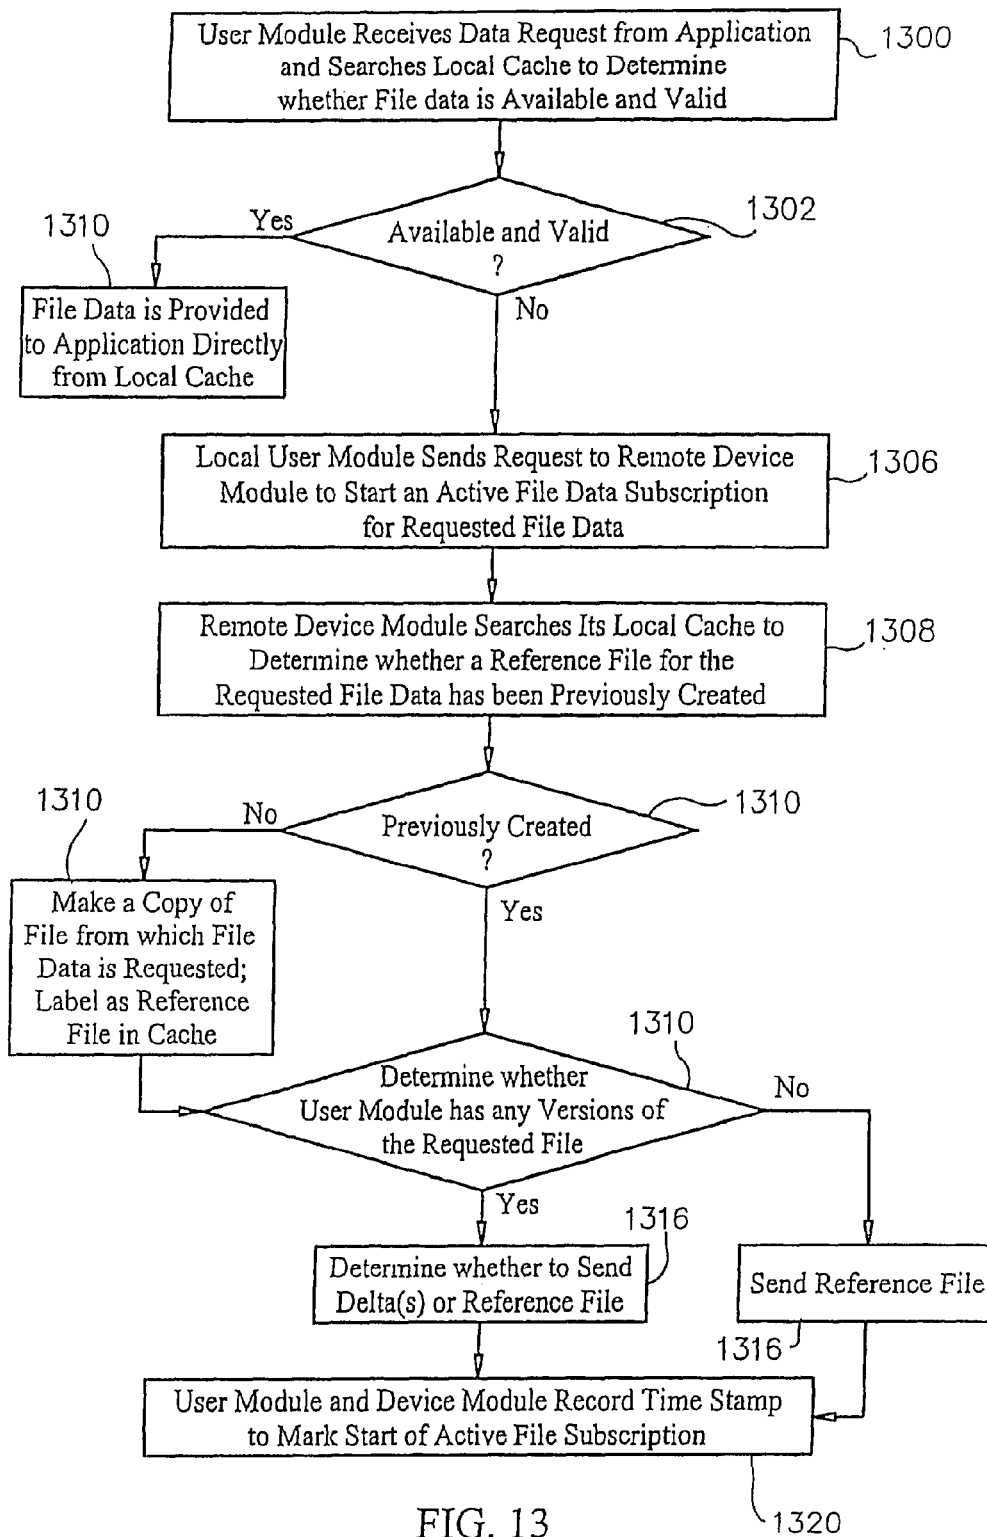 User Module Receives Data Request from Application
and Searches Local Cache to Determine
whether File data is Available and Valid
1300
1302
Available and Valid
?
Yes
No
1310
File Data is Provided
to Application Directly
from Local Cache
Local User Module Sends Request to Remote Device
Module to Start an Active File Data Subscription
for Requested File Data
1306
Remote Device Module Searches Its Local Cache to
Determine whether a Reference File for the
Requested File Data has been Previously Created
1308
1310
Previously Created
?
No
Yes
1310
Make a Copy of
File from which File
Data is Requested;
Label as Reference
File in Cache
1310
Determine whether
User Module has any Versions of
the Requested File
No
Yes
1316
Determine whether to Send
Delta(s) or Reference File
Send Reference File
1316
User Module and Device Module Record Time Stamp
to Mark Start of Active File Subscription
1320
FIG. 13